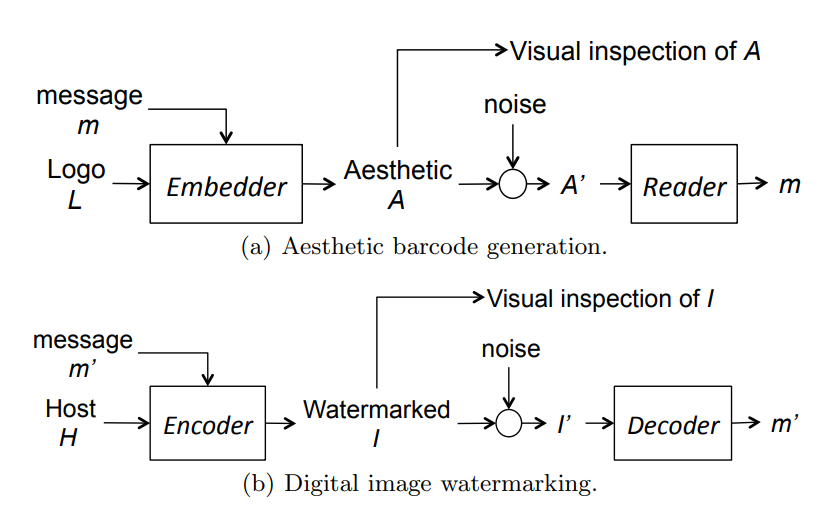 Visual inspection of A
message
m
noise
Logo
L
Embedder
Aesthetic
A
A’
Reader
m
(a) Aesthetic barcode generation.
Visual inspection of I
message
m’
noise
Host
H
Encoder
Watermarked
I
I’
Decoder
m’
(b) Digital image watermarking.